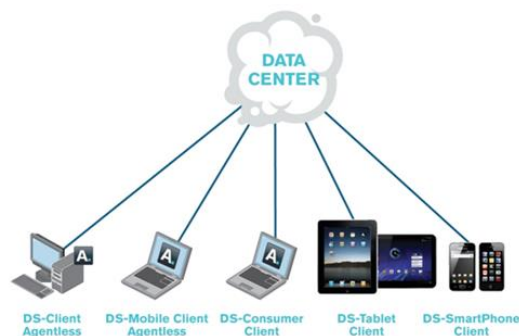 DATA
CENTER
A
A
A
DS-Client
Agentless
DS-Mobile Client
Agentless
DS-Consumer
Client
DS-Tablet
Client
DS-SmartPhone
Client